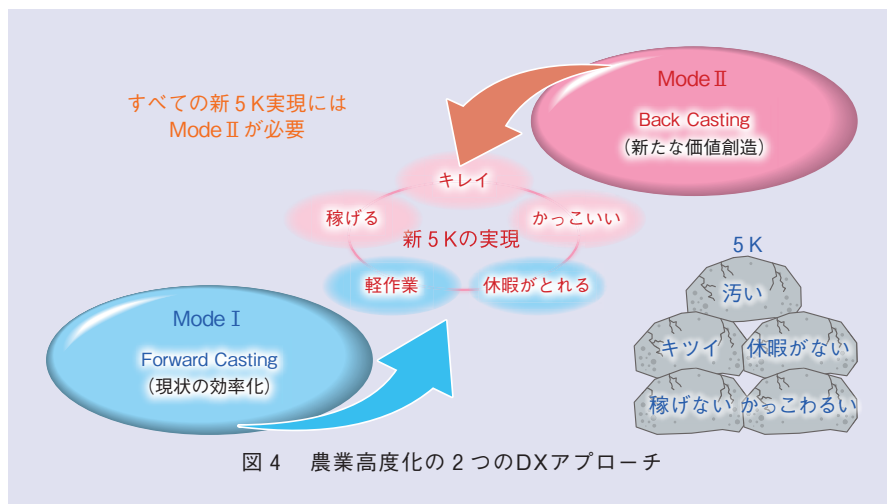 すべての新5K実現には
ModeⅡが必要
ModeⅡ
Back Casting
（新たな価値創造）
キレイ
稼げる
かっこいい
新5Kの実現
軽作業
休暇がとれる
ModeⅠ
Forward Casting
（現状の効率化）
5K
汚い
キツイ
休暇がない
稼げない
かっこわるい
図4 農業高度化の2つのDXアプローチ